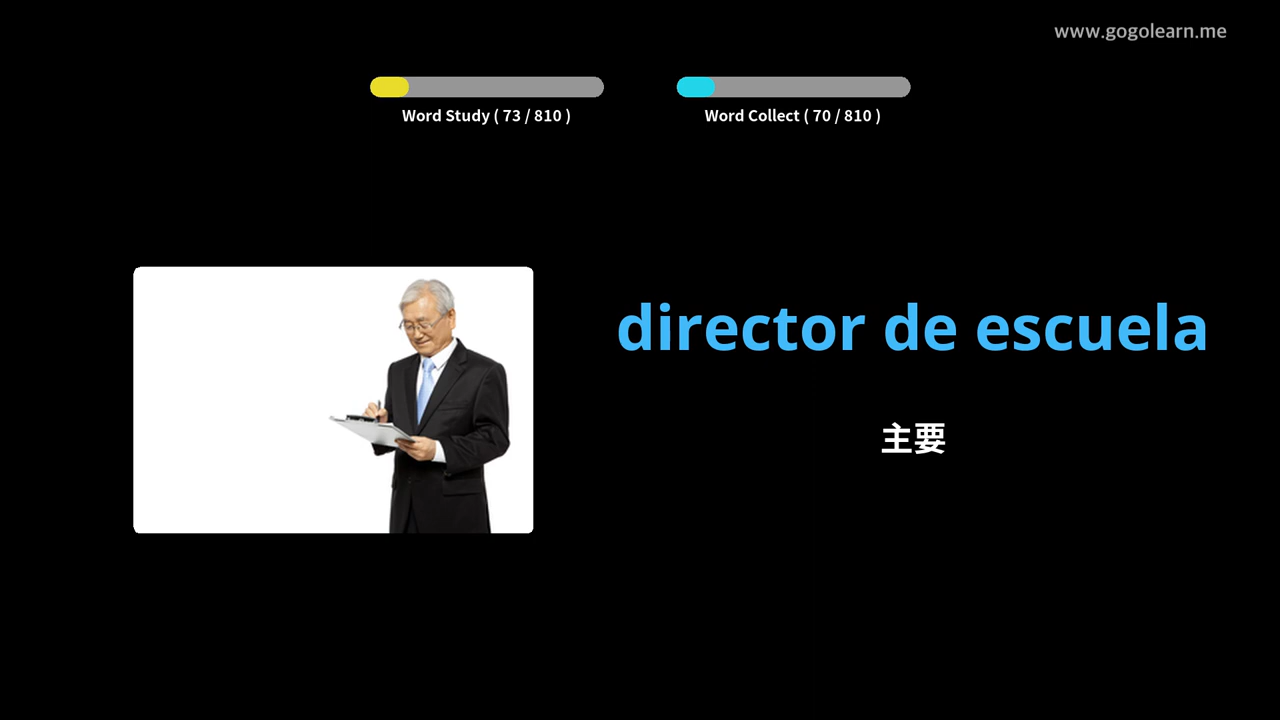 www.gogolearn.me
Word Study ( 73 / 810 )
Word Collect ( 70 / 810 )
director de escuela
主要